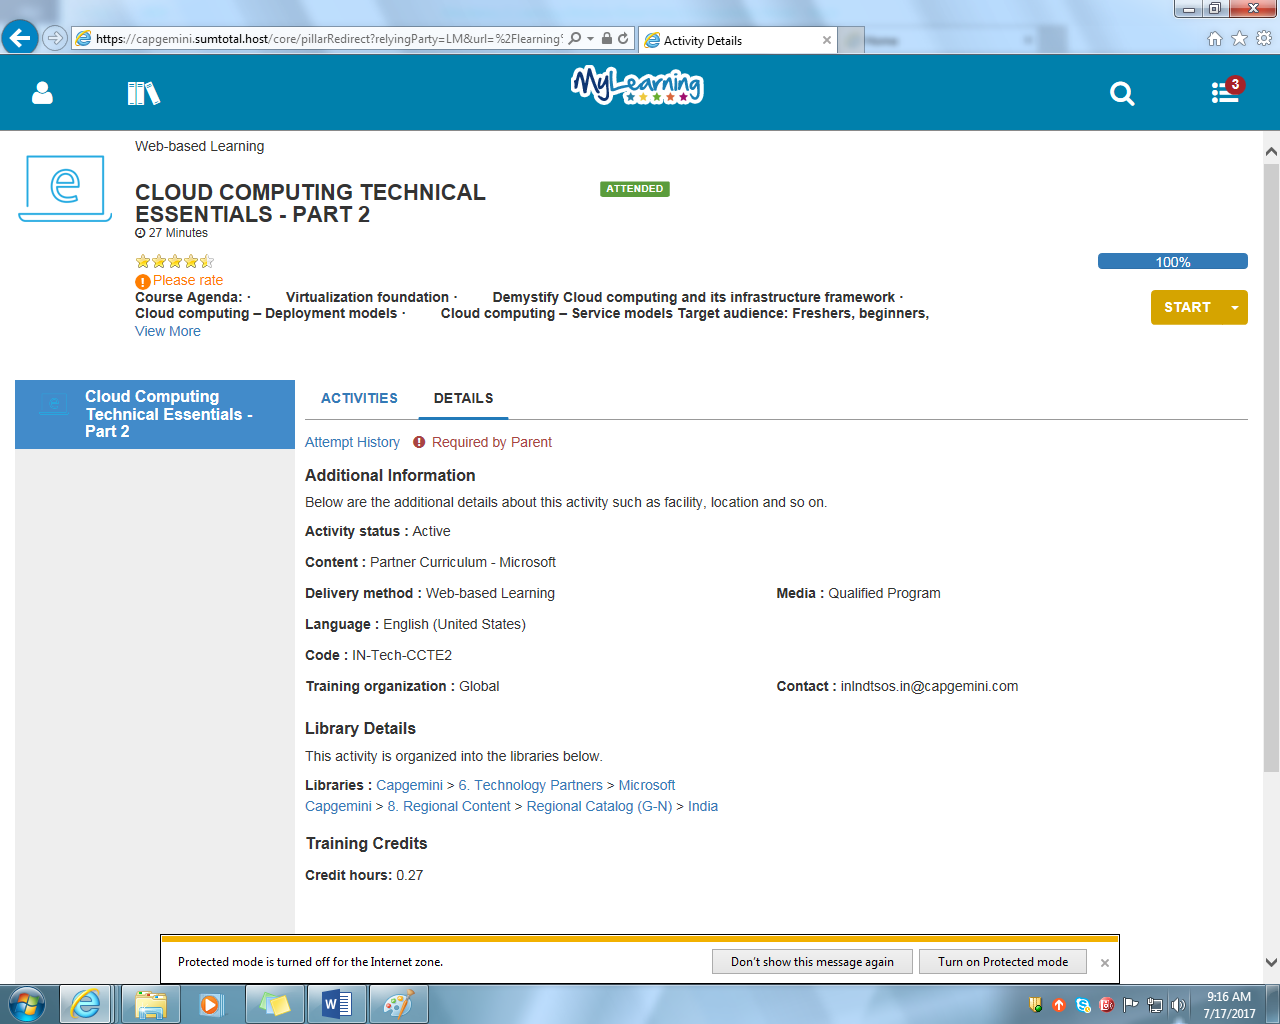 https://capgemini.sumtotal.host/core/pillarRedirect?relyingParty=LM&url=%2Flearning%
Activity Details
MyLearning
3
Web-based Learning
CLOUD COMPUTING TECHNICAL
ESSENTIALS - PART 2
ATTENDED
27 Minutes
100%
Please rate
Course Agenda: · Virtualization foundation · Demystify Cloud computing and its infrastructure framework ·
Cloud computing – Deployment models · Cloud computing – Service models Target audience: Freshers, beginners,
View More
START
Cloud Computing
Technical Essentials -
Part 2
ACTIVITIES DETAILS
Attempt History Required by Parent
Additional Information
Below are the additional details about this activity such as facility, location and so on.
Activity status : Active
Content : Partner Curriculum - Microsoft
Delivery method : Web-based Learning Media : Qualified Program
Language : English (United States)
Code : IN-Tech-CCTE2
Training organization : Global Contact : inlndtsos.in@capgemini.com
Library Details
This activity is organized into the libraries below.
Libraries : Capgemini > 6. Technology Partners > Microsoft
Capgemini > 8. Regional Content > Regional Catalog (G-N) > India
Training Credits
Credit hours: 0.27
Protected mode is turned off for the Internet zone. Don't show this message again Turn on Protected mode
9:16 AM
7/17/2017